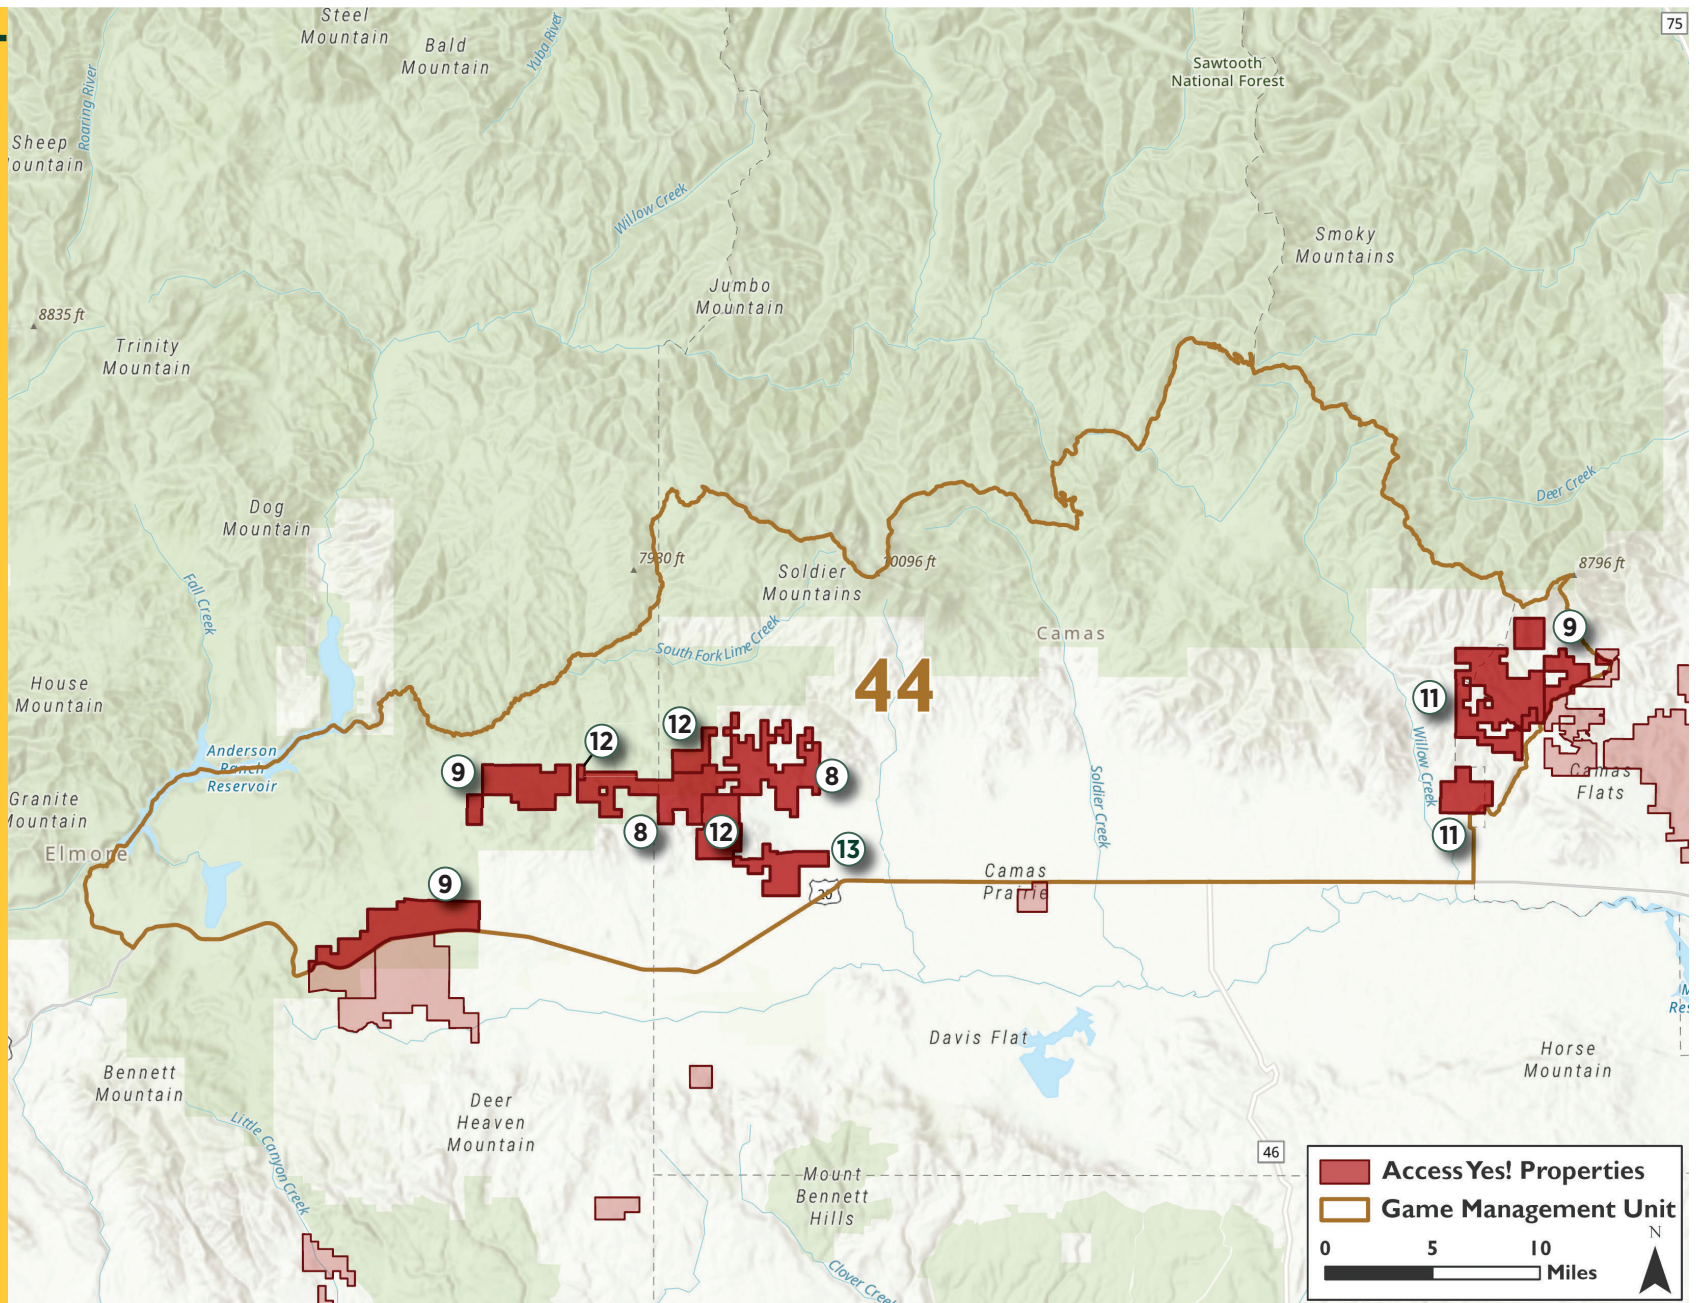 Steel
Mountain
Bald
Mountain
Yuba River
75
Sawtooth
National Forest
Roaring River
Sheep
ountain
Willow Creek
Smoky
Mountains
Jumbo
Mountain
8835 ft
Trinity
Mountain
Deer Creek
Dog
Mountain
7980 ft
10096 ft
8796 ft
Soldier
Mountains
Fall Creek
South Fork Lime Creek
Camas
9
House
Mountain
44
11
12
12
Anderson
Ranch
Reservoir
9
8
Willow Creek
Soldier Creek
Camas
Flats
Granite
Mountain
8
12
11
Elmore
13
9
20
Camas
Prairie
Davis Flat
Res
Horse
Mountain
Bennett
Mountain
Deer
Heaven
Mountain
Little Canyon Creek
46
Mount
Bennett
Hills
Clover Cree
Access Yes! Properties
Game Management Unit
N
0 5 10
Miles